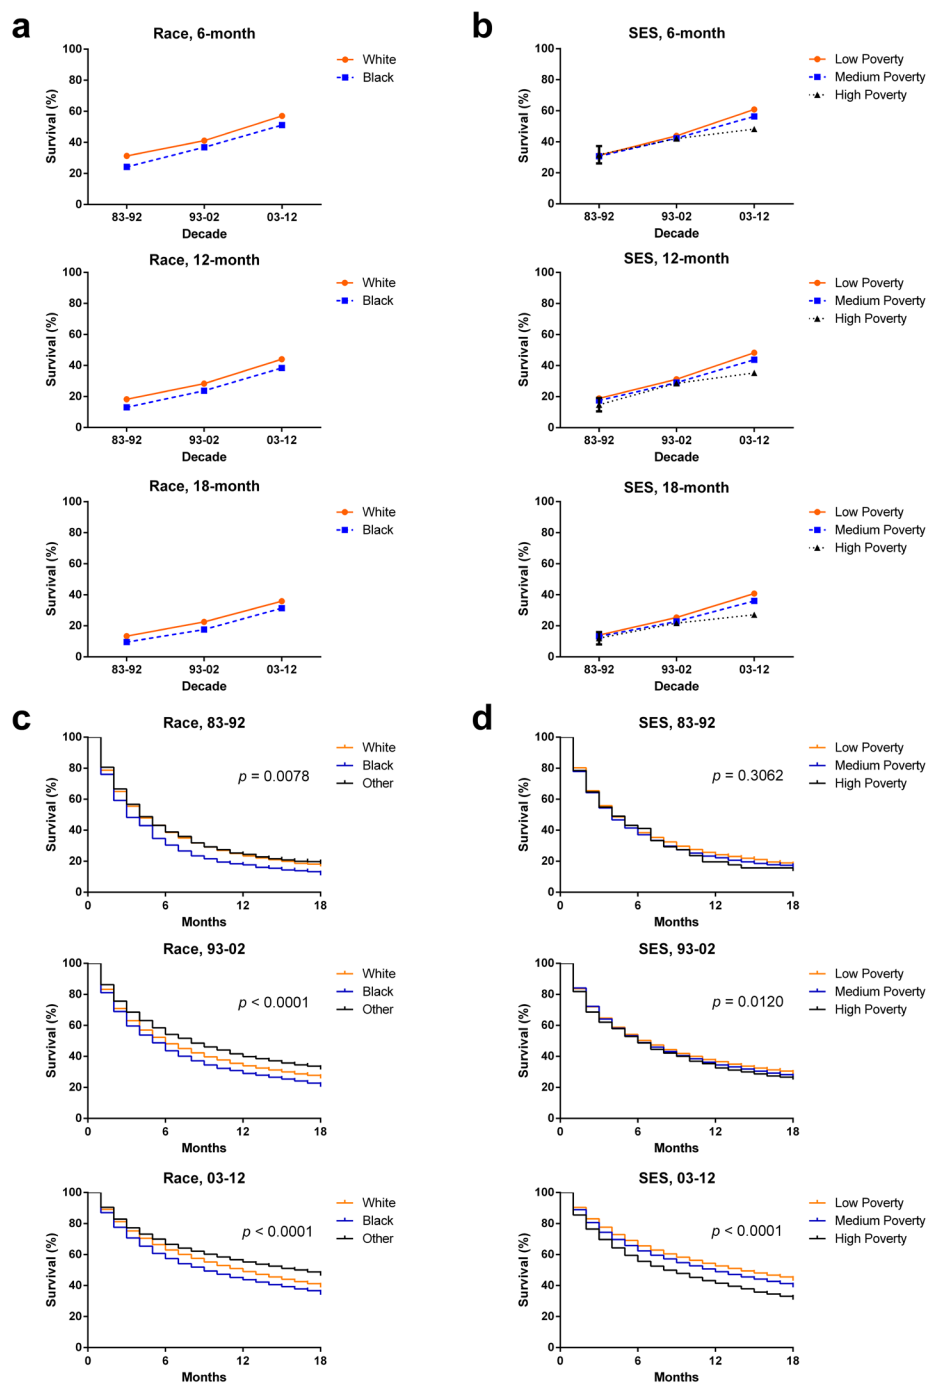 a
Race, 6-month
100
80
60
40
20
0
Survival (%)
83-92 93-02 03-12
Decade
White
Black
Race, 12-month
100
80
60
40
20
0
Survival (%)
83-92 93-02 03-12
Decade
White
Black
Race, 18-month
100
80
60
40
20
0
Survival (%)
83-92 93-02 03-12
Decade
White
Black
b
SES, 6-month
100
80
60
40
20
0
Survival (%)
83-92 93-02 03-12
Decade
Low Poverty
Medium Poverty
High Poverty
SES, 12-month
100
80
60
40
20
0
Survival (%)
83-92 93-02 03-12
Decade
Low Poverty
Medium Poverty
High Poverty
SES, 18-month
100
80
60
40
20
0
Survival (%)
83-92 93-02 03-12
Decade
Low Poverty
Medium Poverty
High Poverty
c
Race, 83-92
100
80
60
40
20
0
Survival (%)
p = 0.0078
0 6 12 18
Months
White
Black
Other
Race, 93-02
100
80
60
40
20
0
Survival (%)
p < 0.0001
0 6 12 18
Months
White
Black
Other
Race, 03-12
100
80
60
40
20
0
Survival (%)
p < 0.0001
0 6 12 18
Months
White
Black
Other
d
SES, 83-92
100
80
60
40
20
0
Survival (%)
p = 0.3062
0 6 12 18
Months
Low Poverty
Medium Poverty
High Poverty
SES, 93-02
100
80
60
40
20
0
Survival (%)
p = 0.0120
0 6 12 18
Months
Low Poverty
Medium Poverty
High Poverty
SES, 03-12
100
80
60
40
20
0
Survival (%)
p < 0.0001
0 6 12 18
Months
Low Poverty
Medium Poverty
High Poverty